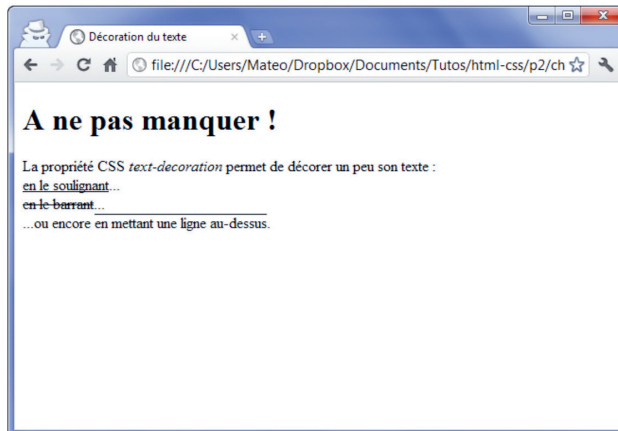 Décoration du texte
file:///C:/Users/Mateo/Dropbox/Documents/Tutos/html-css/p2/ch
A ne pas manquer !
La propriété CSS text-decoration permet de décorer un peu son texte :
en le soulignant...
en le barrant...
...ou encore en mettant une ligne au-dessus.